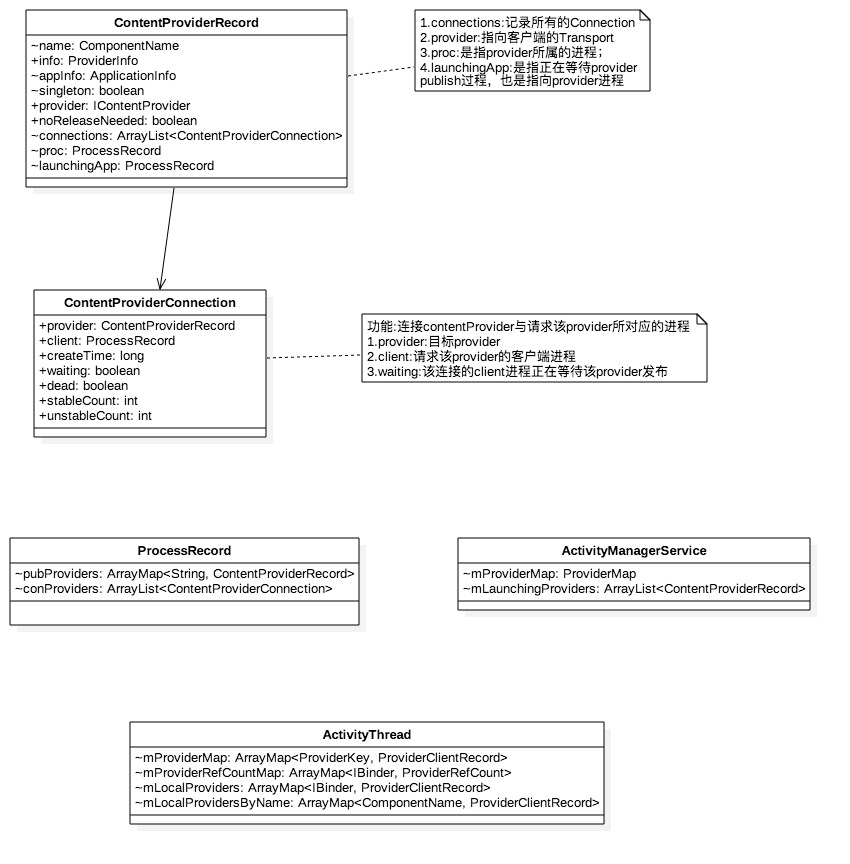 ContentProviderRecord
~name: ComponentName
+info: ProviderInfo
~appInfo: ApplicationInfo
~singleton: boolean
+provider: IContentProvider
+noReleaseNeeded: boolean
~connections: ArrayList<ContentProviderConnection>
~proc: ProcessRecord
~launchingApp: ProcessRecord
1.connections:记录所有的Connection
2.provider:指向客户端的Transport
3.proc:是指provider所属的进程；
4.launchingApp:是指正在等待provider
publish过程，也是指向provider进程
ContentProviderConnection
+provider: ContentProviderRecord
+client: ProcessRecord
+createTime: long
+waiting: boolean
+dead: boolean
+stableCount: int
+unstableCount: int
功能:连接contentProvider与请求该provider所对应的进程
1.provider:目标provider
2.client:请求该provider的客户端进程
3.waiting:该连接的client进程正在等待该provider发布
ProcessRecord
~pubProviders: ArrayMap<String, ContentProviderRecord>
~conProviders: ArrayList<ContentProviderConnection>
ActivityManagerService
~mProviderMap: ProviderMap
~mLaunchingProviders: ArrayList<ContentProviderRecord>
ActivityThread
~mProviderMap: ArrayMap<ProviderKey, ProviderClientRecord>
~mProviderRefCountMap: ArrayMap<IBinder, ProviderRefCount>
~mLocalProviders: ArrayMap<IBinder, ProviderClientRecord>
~mLocalProvidersByName: ArrayMap<ComponentName, ProviderClientRecord>